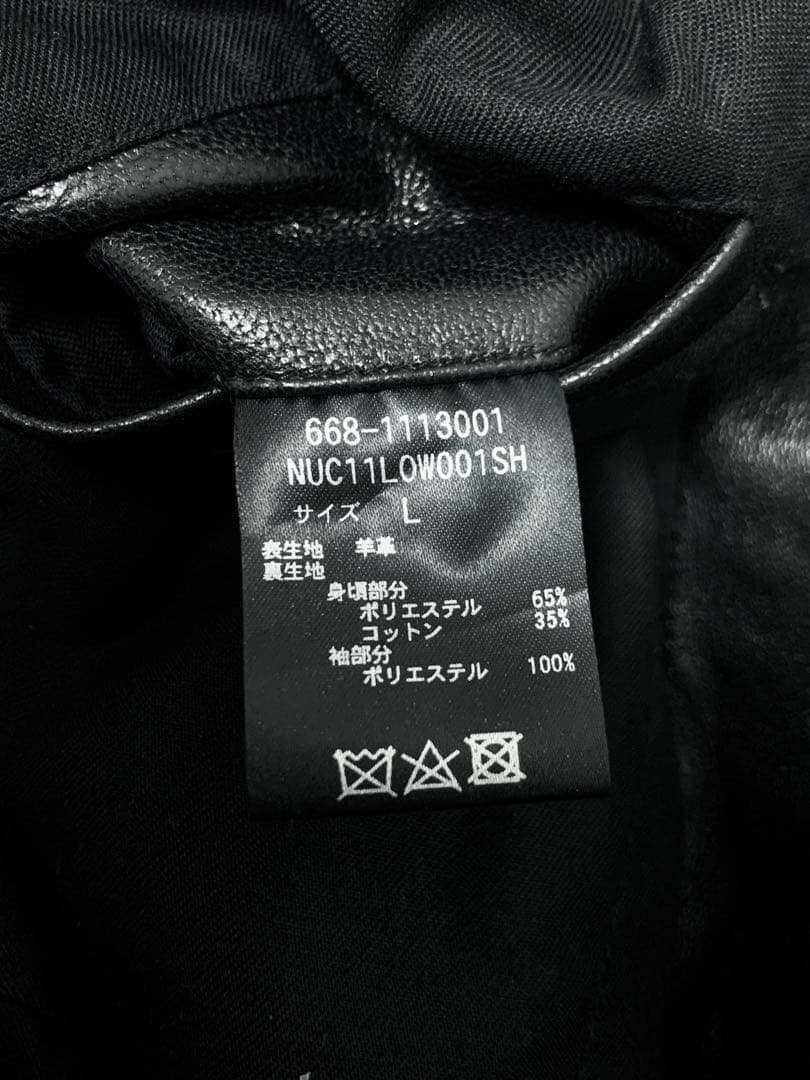 668-1113001
NUC11LOW001SH
サイズ L
表生地 羊革
裏生地
身頃部分
ポリエステル 65%
コットン 35%
袖部分
ポリエステル 100%